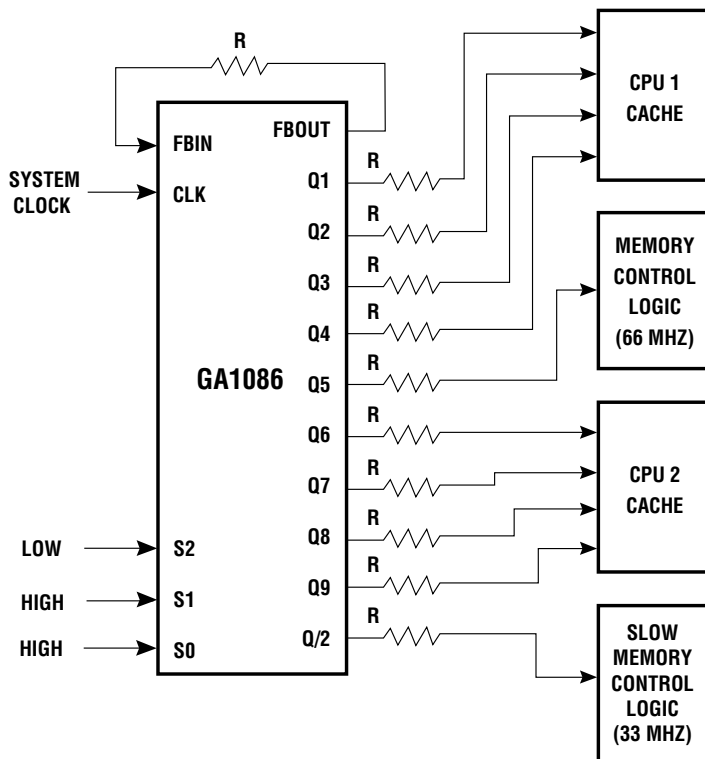 R
FBIN
FBOUT
SYSTEM
CLOCK
CLK
GA1086
Q1
R
Q2
R
Q3
R
Q4
R
Q5
R
Q6
R
Q7
R
Q8
R
Q9
R
Q/2
R
LOW
S2
HIGH
S1
HIGH
S0
CPU 1
CACHE
MEMORY
CONTROL
LOGIC
(66 MHZ)
CPU 2
CACHE
SLOW
MEMORY
CONTROL
LOGIC
(33 MHZ)